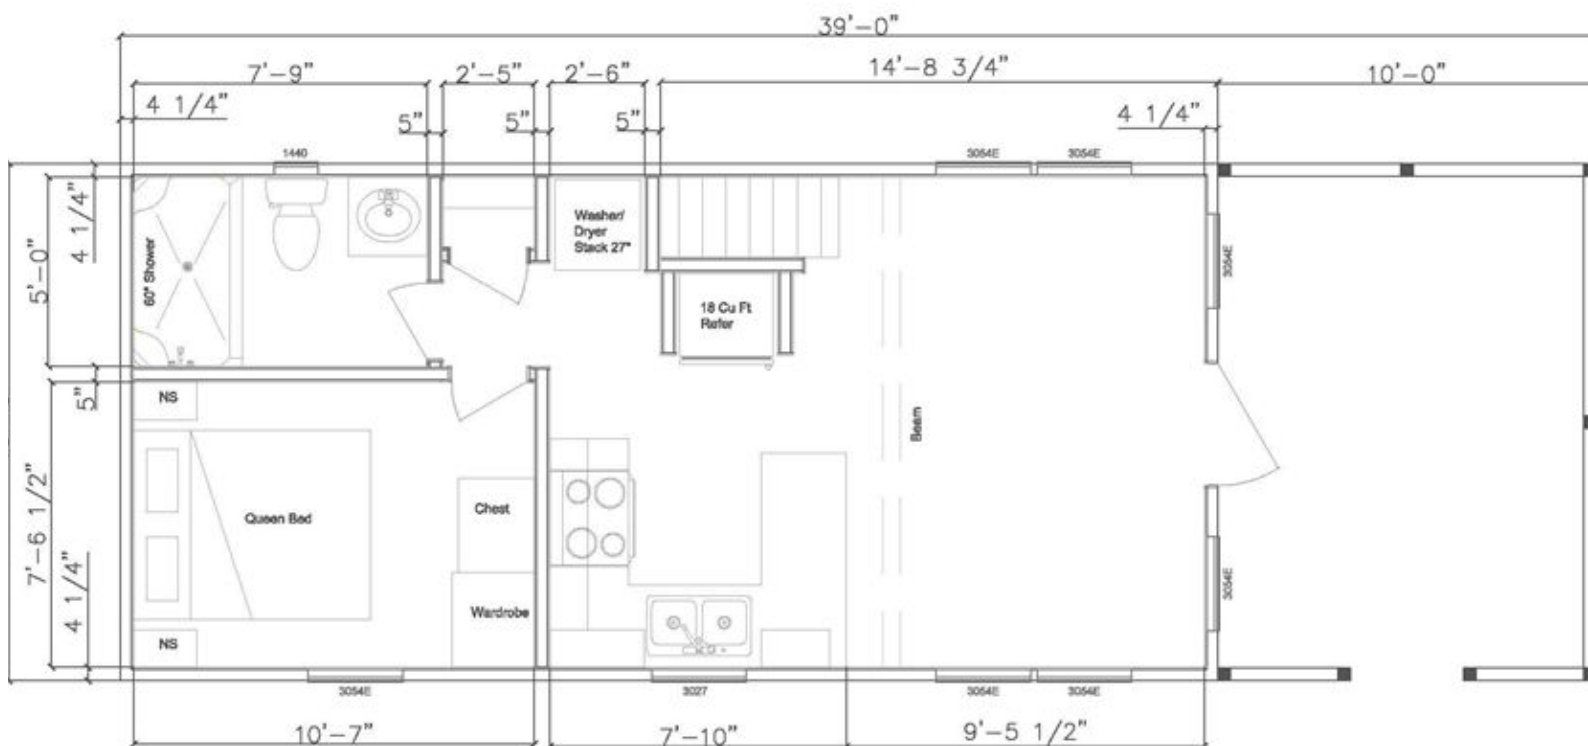 39'-0"
7'-9"
2'-5"
2'-6"
14'-8 3/4"
10'-0"
4 1/4"
5"
5"
5"
4 1/4"
1440
3054E
3054E
4 1/4"
5'-0"
60" Shower
Washer/
Dryer
Stack 27"
18 Cu Ft
Refer
3054E
5"
NS
Beam
7'-6 1/2"
Queen Bed
Chest
4 1/4"
Wardrobe
3054E
NS
3054E
3027
3054E
3054E
10'-7"
7'-10"
9'-5 1/2"